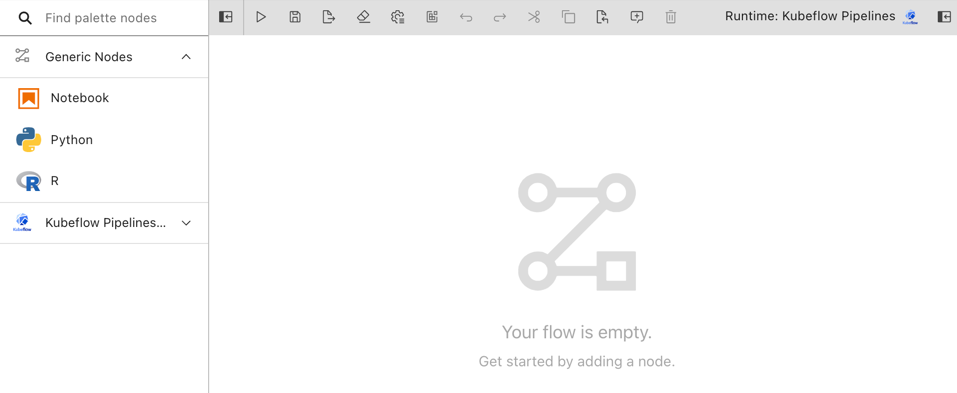 Find palette nodes
Runtime: Kubeflow Pipelines
Generic Nodes
Notebook
Python
R
Kubeflow Pipelines...
Your flow is empty.
Get started by adding a node.